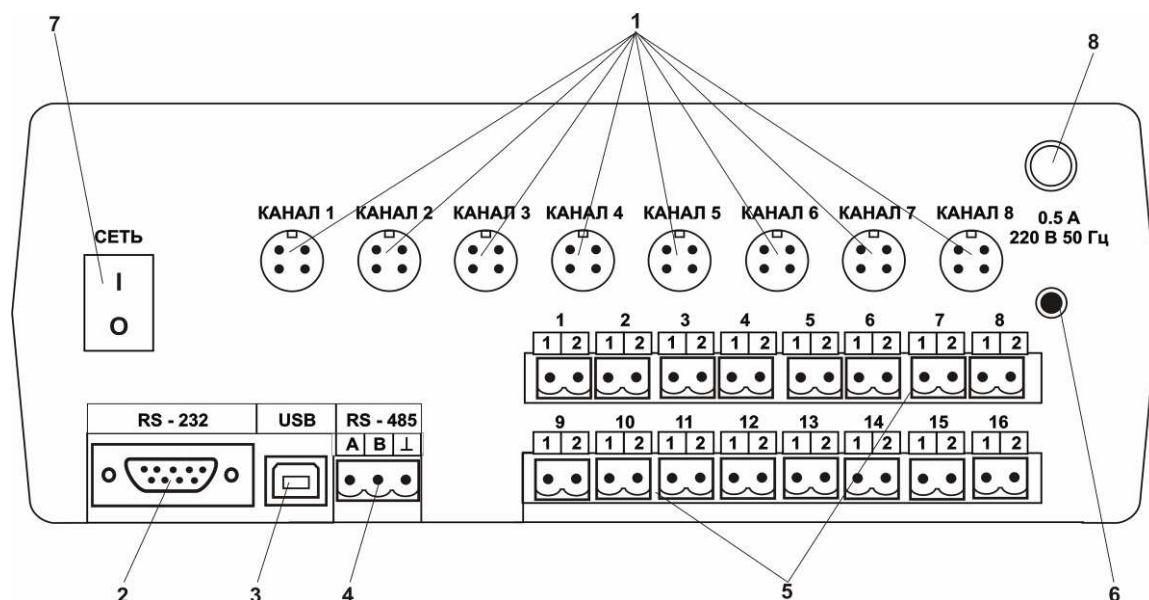 7
1
8
КАНАЛ 1 КАНАЛ 2 КАНАЛ 3 КАНАЛ 4 КАНАЛ 5 КАНАЛ 6 КАНАЛ 7 КАНАЛ 8
0.5 А
220 В 50 Гц
СЕТЬ
I
O
1 2 3 4 5 6 7 8
1 2 1 2 1 2 1 2 1 2 1 2 1 2 1 2
RS - 232 USB RS - 485
A B ⊥
9 10 11 12 13 14 15 16
1 2 1 2 1 2 1 2 1 2 1 2 1 2 1 2
2 3 4 5 6